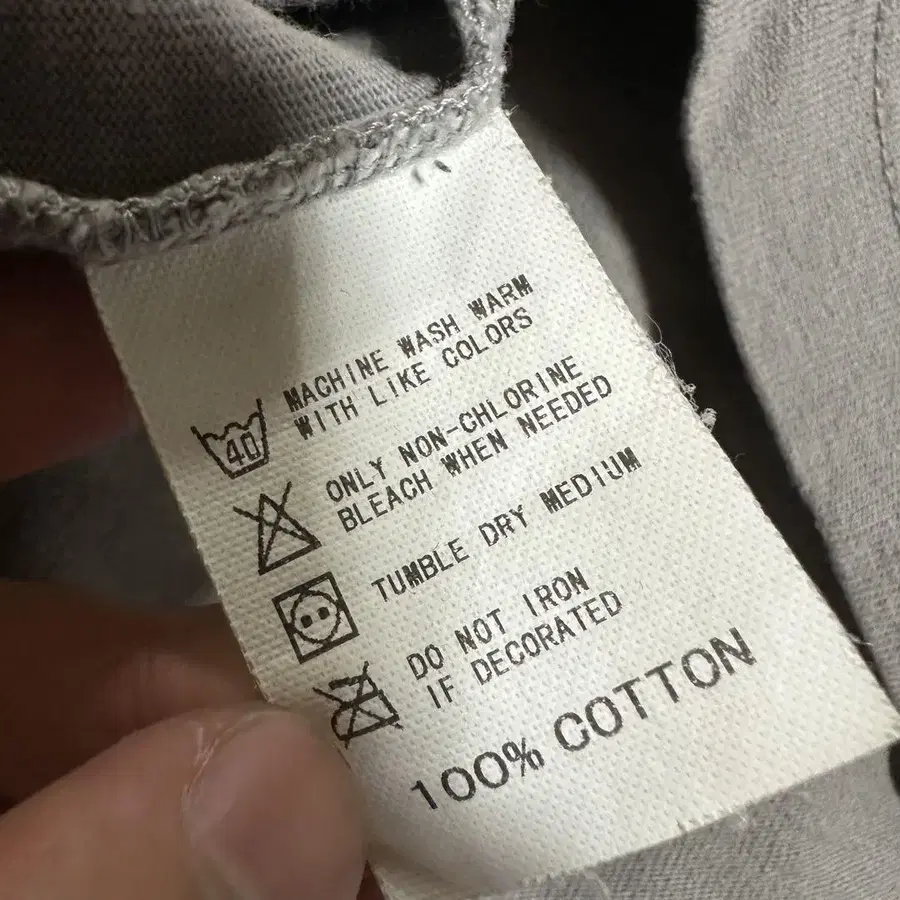 MACHINE WASH WARM
WITH LIKE COLORS
40
ONLY NON-CHLORINE
BLEACH WHEN NEEDED
TUMBLE DRY MEDIUM
DO NOT IRON
IF DECORATED
100% COTTON